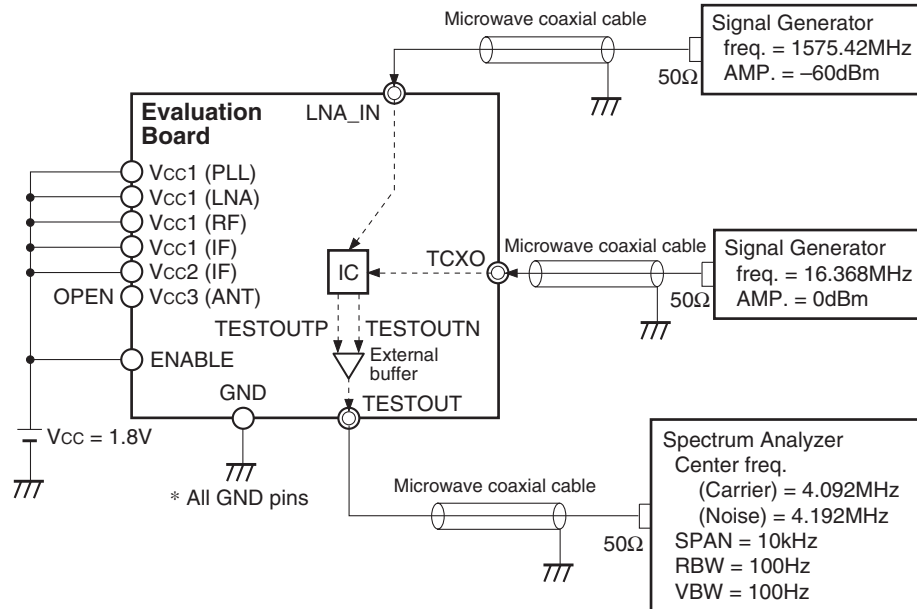 Microwave coaxial cable
Signal Generator
freq. = 1575.42MHz
AMP. = –60dBm
50Ω
LNA_IN
Evaluation
Board
VCC1 (PLL)
VCC1 (LNA)
VCC1 (RF)
VCC1 (IF)
VCC2 (IF)
OPEN
VCC3 (ANT)
ENABLE
IC
TCXO
Microwave coaxial cable
Signal Generator
freq. = 16.368MHz
AMP. = 0dBm
50Ω
TESTOUTP
TESTOUTN
External
buffer
GND
TESTOUT
VCC = 1.8V
* All GND pins
Microwave coaxial cable
50Ω
Spectrum Analyzer
Center freq.
(Carrier) = 4.092MHz
(Noise) = 4.192MHz
SPAN = 10kHz
RBW = 100Hz
VBW = 100Hz